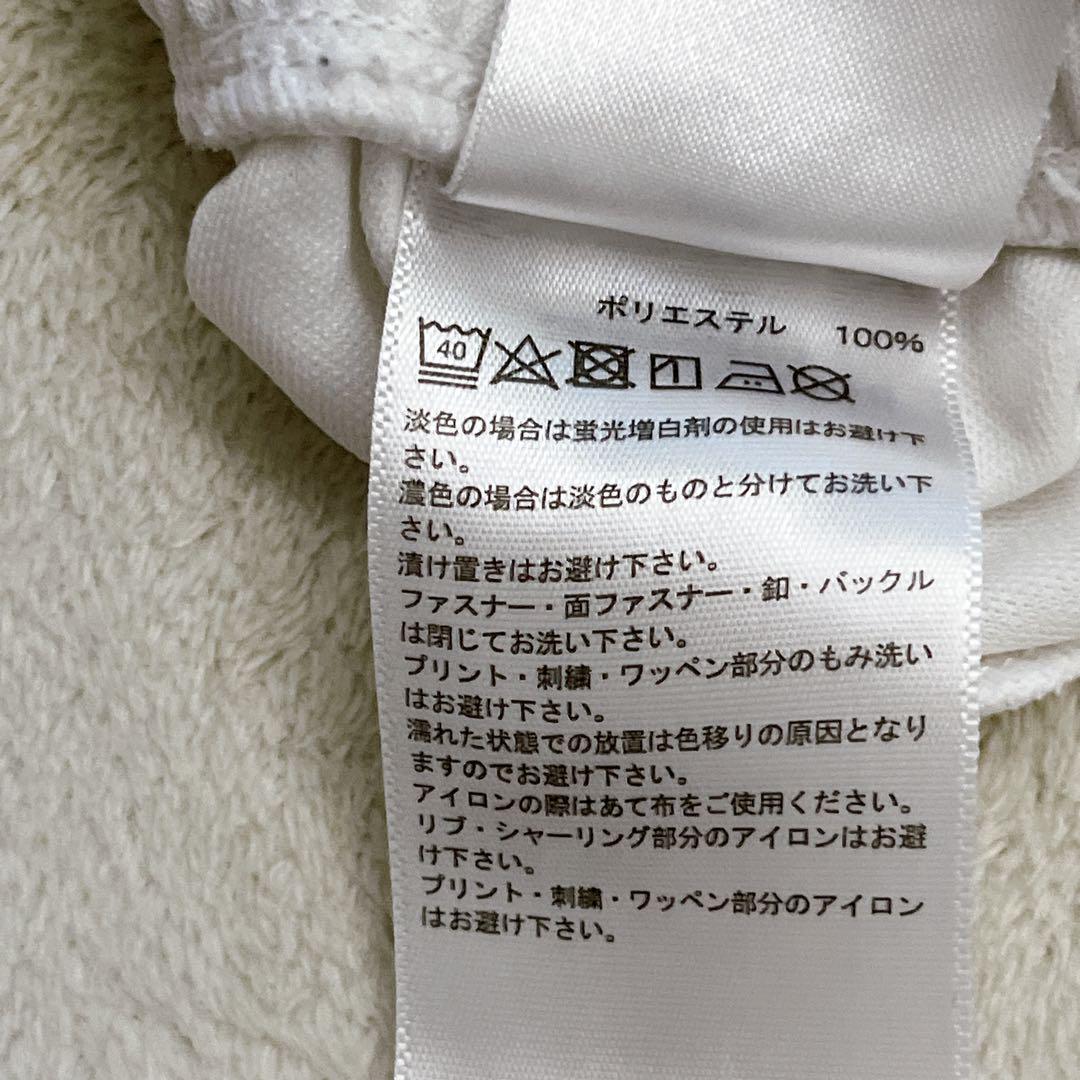 ポリエステル 100%
40
淡色の場合は蛍光増白剤の使用はお避け下
さい。
濃色の場合は淡色のものと分けてお洗い下
さい。
漬け置きはお避け下さい。
ファスナー・面ファスナー・釦・バックル
は閉じてお洗い下さい。
プリント・刺繍・ワッペン部分のもみ洗い
はお避け下さい。
濡れた状態での放置は色移りの原因となり
ますのでお避け下さい。
アイロンの際はあて布をご使用ください。
リブ・シャーリング部分のアイロンはお避
け下さい。
プリント・刺繍・ワッペン部分のアイロン
はお避け下さい。